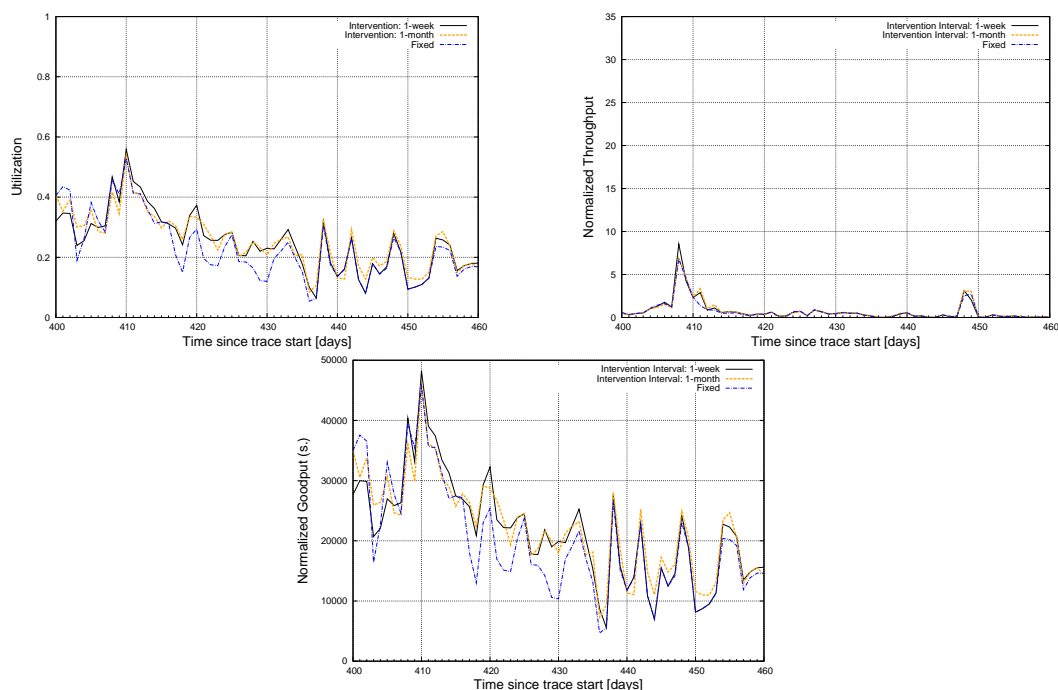 Intervention: 1-week
Intervention: 1-month
Fixed
1
0.8
0.6
0.4
0.2
0
Utilization
400 410 420 430 440 450 460
Time since trace start [days]
Intervention Interval: 1-week
Intervention Interval: 1-month
Fixed
35
30
25
20
15
10
5
0
Normalized Throughput
400 410 420 430 440 450 460
Time since trace start [days]
Intervention Interval: 1-week
Intervention Interval: 1-month
Fixed
50000
40000
30000
20000
10000
0
Normalized Goodput (s.)
400 410 420 430 440 450 460
Time since trace start [days]